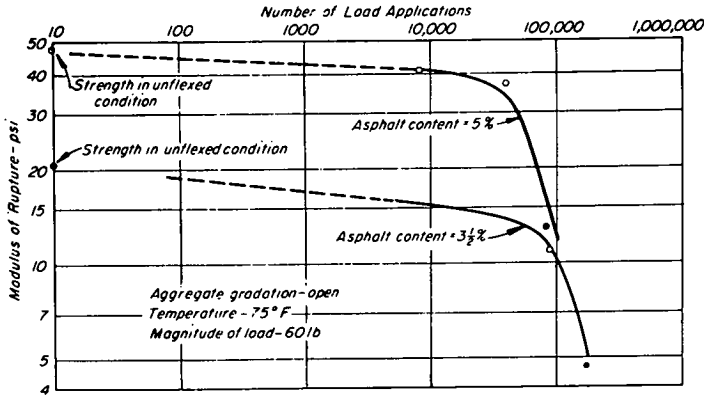 Number of Load Applications
10 100 1000 10,000 100,000 1,000,000
Modulus of Rupture - psi
50
40
30
20
15
10
7
5
4
Strength in unflexed
condition
Asphalt content = 5%
Strength in unflexed condition
Asphalt content = 3 1/2 %
Aggregate gradation - open
Temperature - 75° F
Magnitude of load - 60 lb